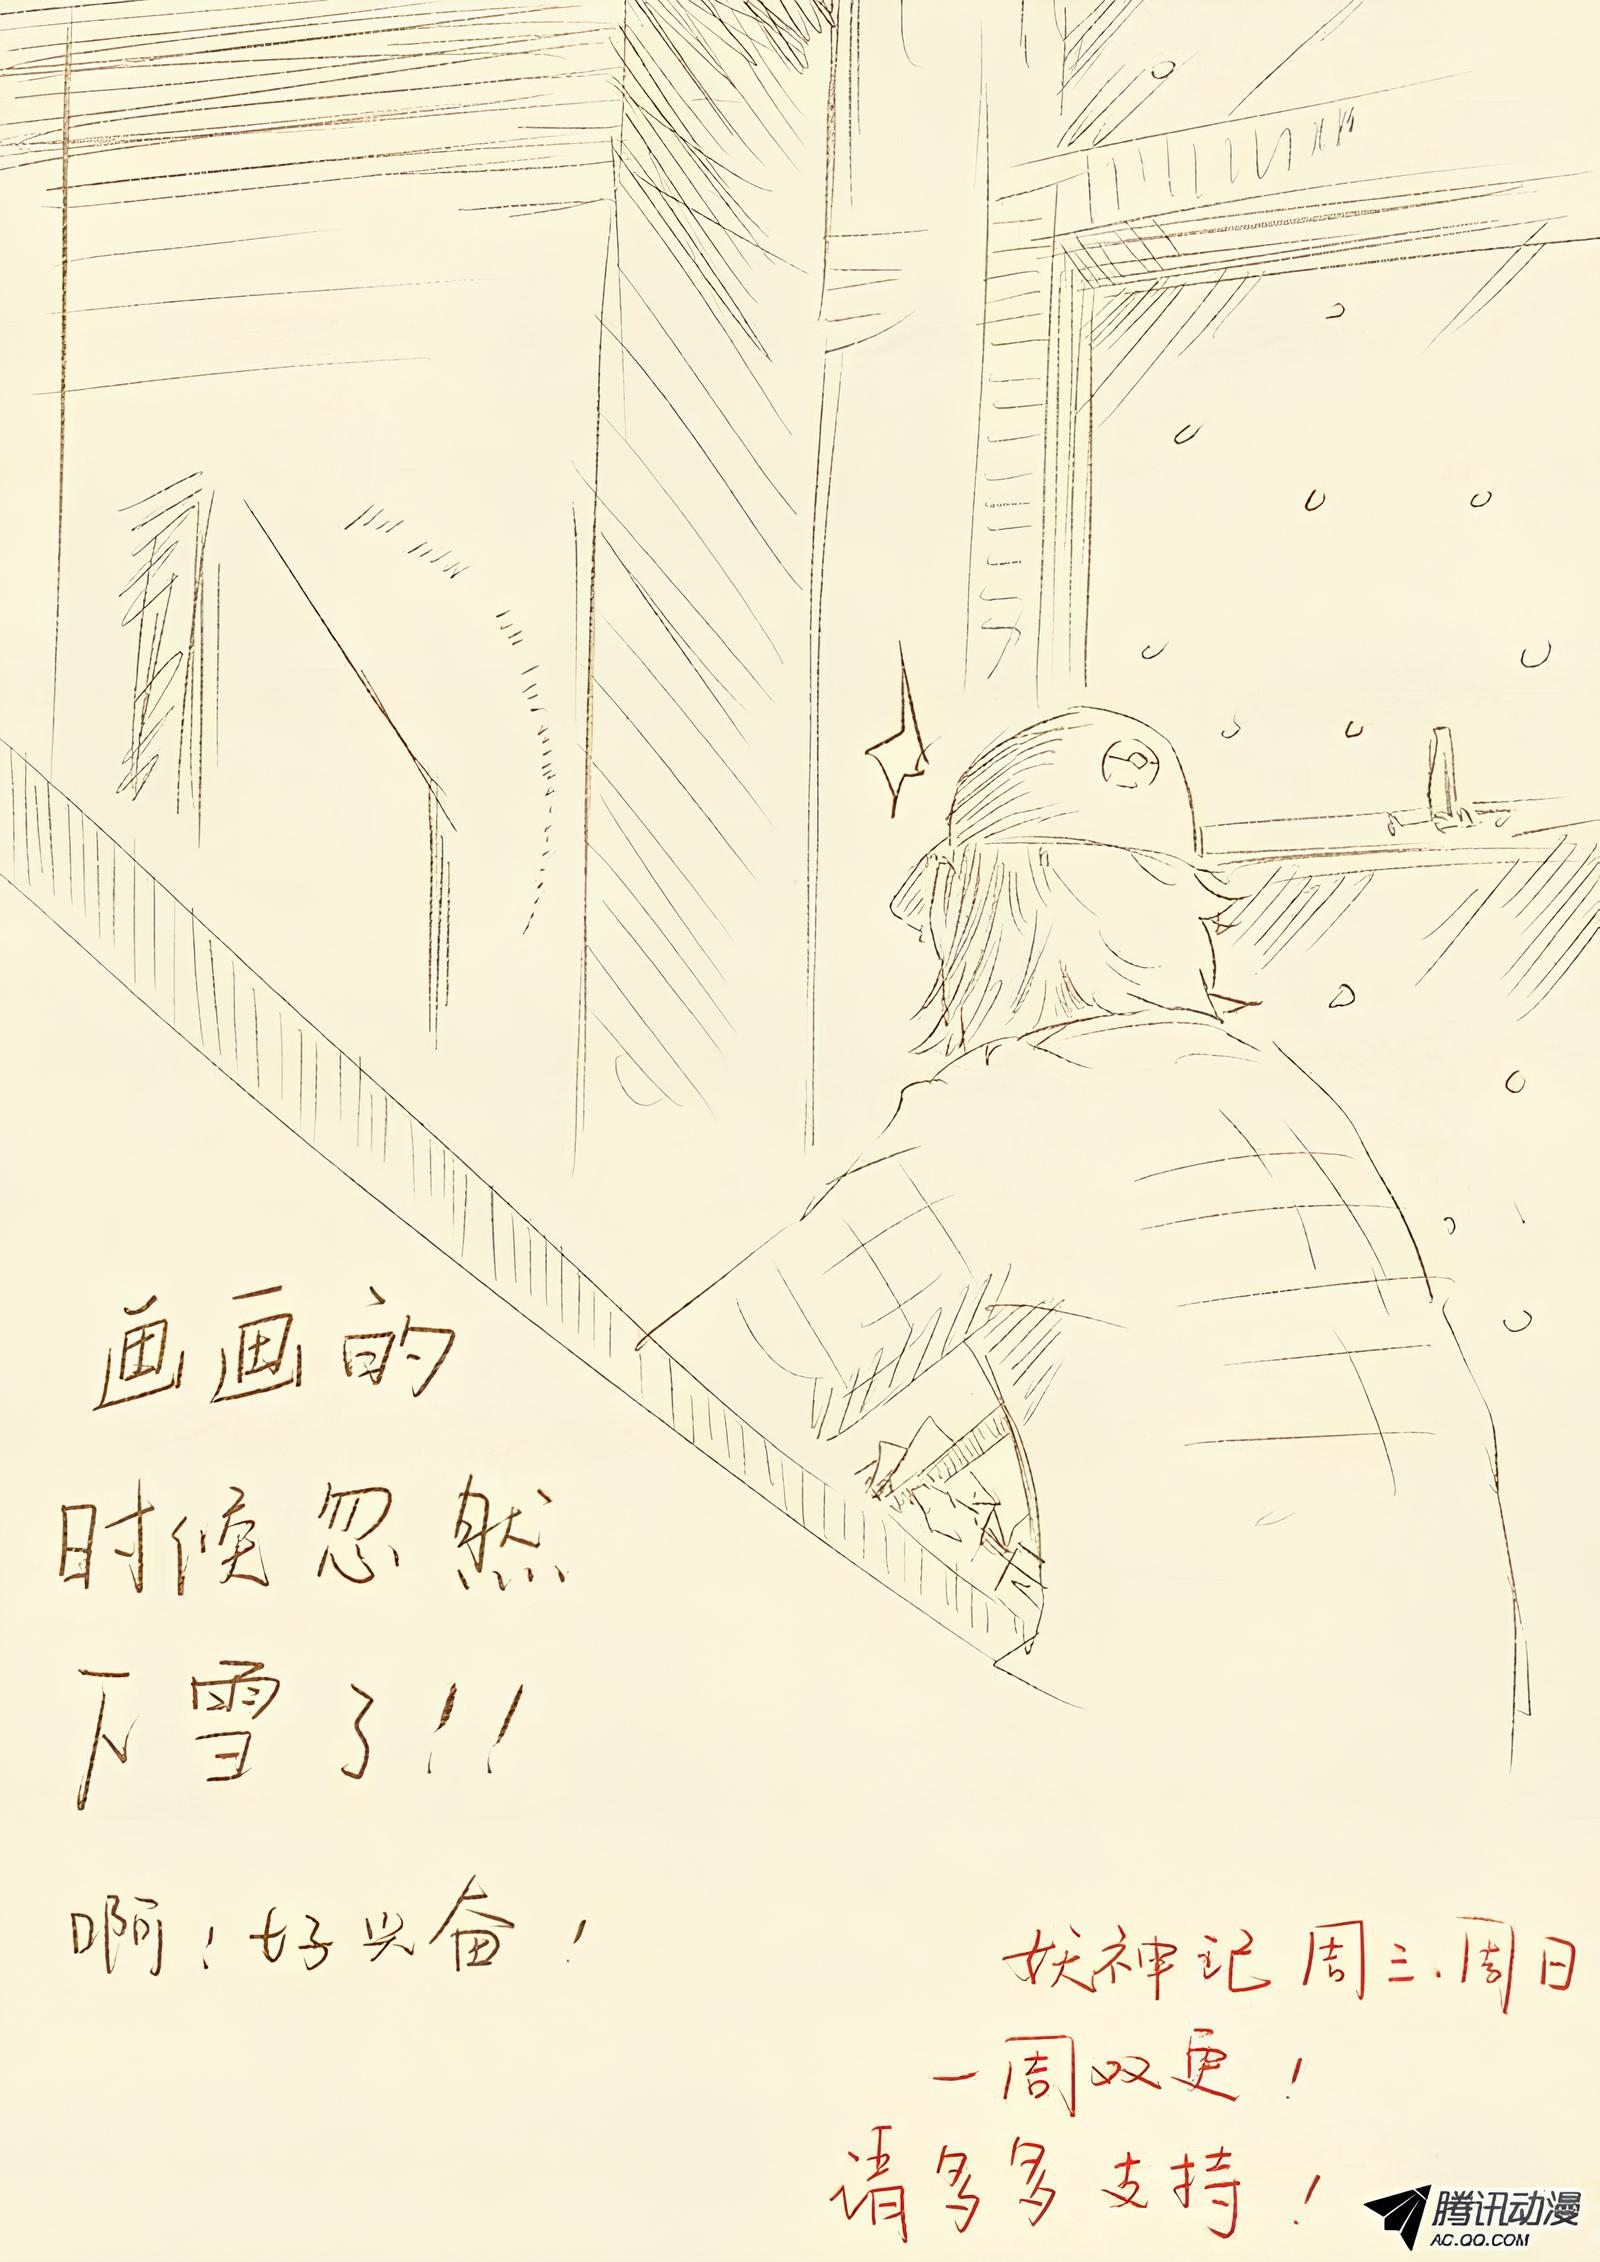 画画的
时候忽然
下雪了!!
啊!好兴奋!
妖神记 周三.周日
一周双更!
请多多支持!
腾讯动漫
AC.QQ.COM